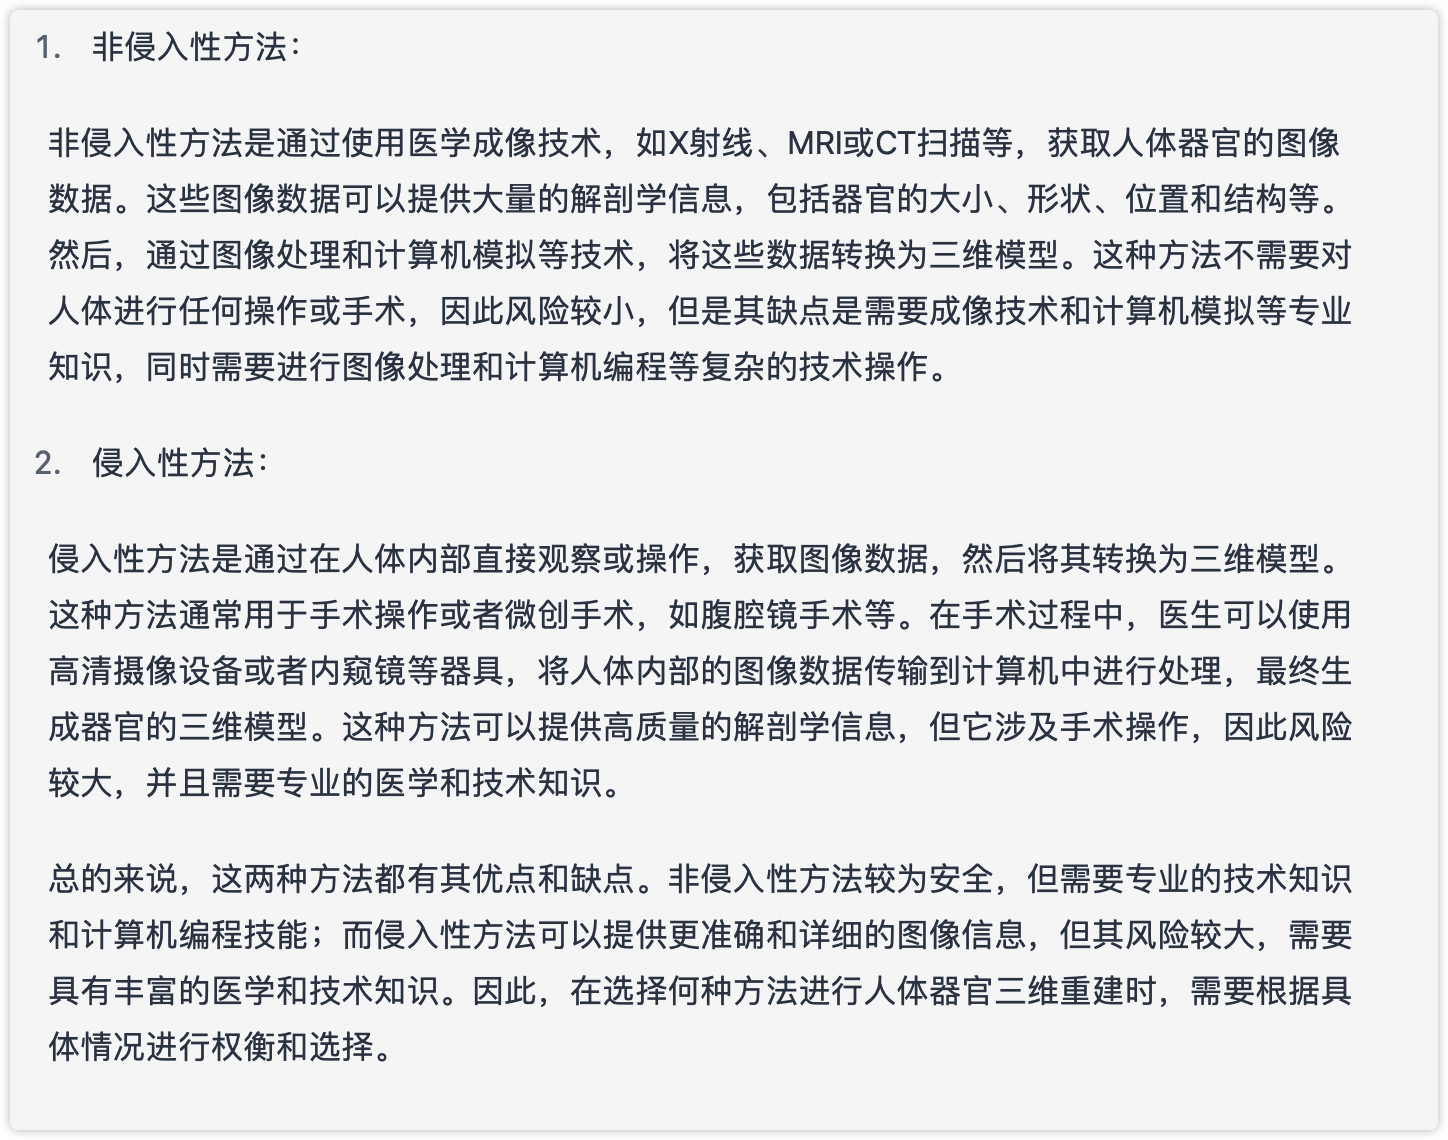 1. 非侵入性方法：
非侵入性方法是通过使用医学成像技术，如X射线、MRI或CT扫描等，获取人体器官的图像
数据。这些图像数据可以提供大量的解剖学信息，包括器官的大小、形状、位置和结构等。
然后，通过图像处理和计算机模拟等技术，将这些数据转换为三维模型。这种方法不需要对
人体进行任何操作或手术，因此风险较小，但是其缺点是需要成像技术和计算机模拟等专业
知识，同时需要进行图像处理和计算机编程等复杂的技术操作。
2. 侵入性方法：
侵入性方法是通过在人体内部直接观察或操作，获取图像数据，然后将其转换为三维模型。
这种方法通常用于手术操作或者微创手术，如腹腔镜手术等。在手术过程中，医生可以使用
高清摄像设备或者内窥镜等器具，将人体内部的图像数据传输到计算机中进行处理，最终生
成器官的三维模型。这种方法可以提供高质量的解剖学信息，但它涉及手术操作，因此风险
较大，并且需要专业的医学和技术知识。
总的来说，这两种方法都有其优点和缺点。非侵入性方法较为安全，但需要专业的技术知识
和计算机编程技能；而侵入性方法可以提供更准确和详细的图像信息，但其风险较大，需要
具有丰富的医学和技术知识。因此，在选择何种方法进行人体器官三维重建时，需要根据具
体情况进行权衡和选择。